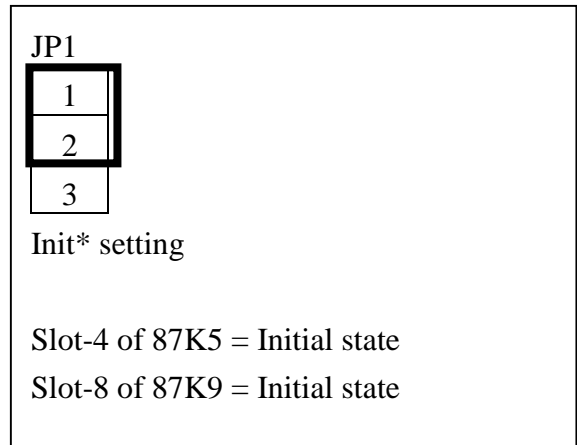 JP1
1
2
3
Init* setting
Slot-4 of 87K5 = Initial state
Slot-8 of 87K9 = Initial state